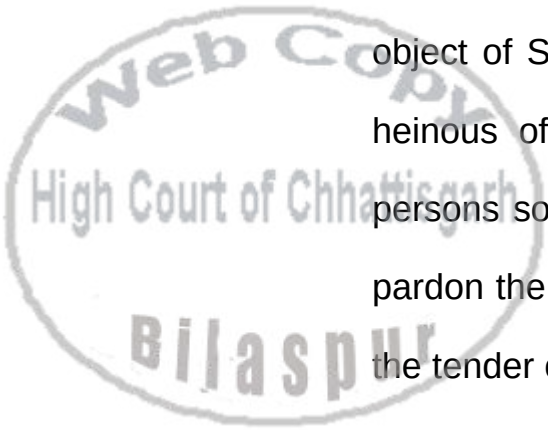 Web Copy
High Court of Chhattisgarh
Bilaspur
object of S
heinous of
persons so
pardon the
the tender